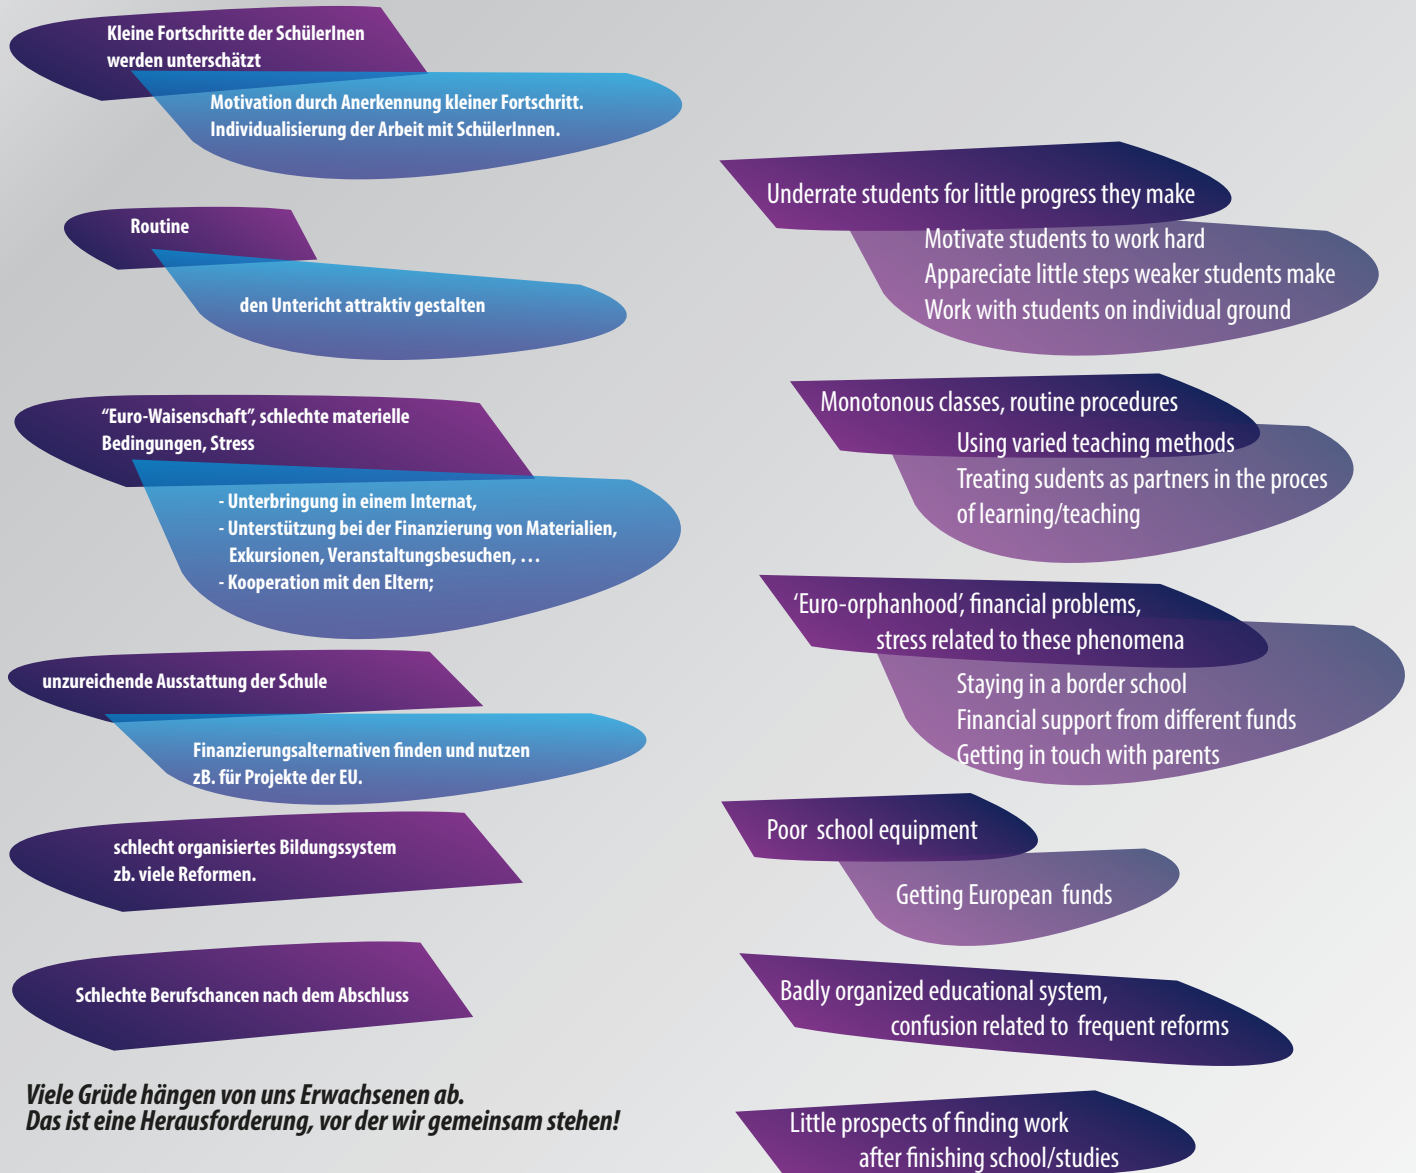 Kleine Fortschritte der SchülerInen
werden unterschätzt
Motivation durch Anerkennung kleiner Fortschritt.
Individualisierung der Arbeit mit SchülerInnen.
Routine
den Untericht attraktiv gestalten
“Euro-Waisenschaft”, schlechte materielle
Bedingungen, Stress
- Unterbringung in einem Internat,
- Unterstützung bei der Finanzierung von Materialien,
Exkursionen, Veranstaltungsbesuchen, …
- Kooperation mit den Eltern;
unzureichende Ausstattung der Schule
Finanzierungsalternativen finden und nutzen
zB. für Projekte der EU.
schlecht organisiertes Bildungssystem
zb. viele Reformen.
Schlechte Berufschancen nach dem Abschluss
Viele Grüde hängen von uns Erwachsenen ab.
Das ist eine Herausforderung, vor der wir gemeinsam stehen!
Underrate students for little progress they make
Motivate students to work hard
Appareciate little steps weaker students make
Work with students on individual ground
Monotonous classes, routine procedures
Using varied teaching methods
Treating sudents as partners in the proces
of learning/teaching
‘Euro-orphanhood’, financial problems,
stress related to these phenomena
Staying in a border school
Financial support from different funds
Getting in touch with parents
Poor school equipment
Getting European funds
Badly organized educational system,
confusion related to frequent reforms
Little prospects of finding work
after finishing school/studies